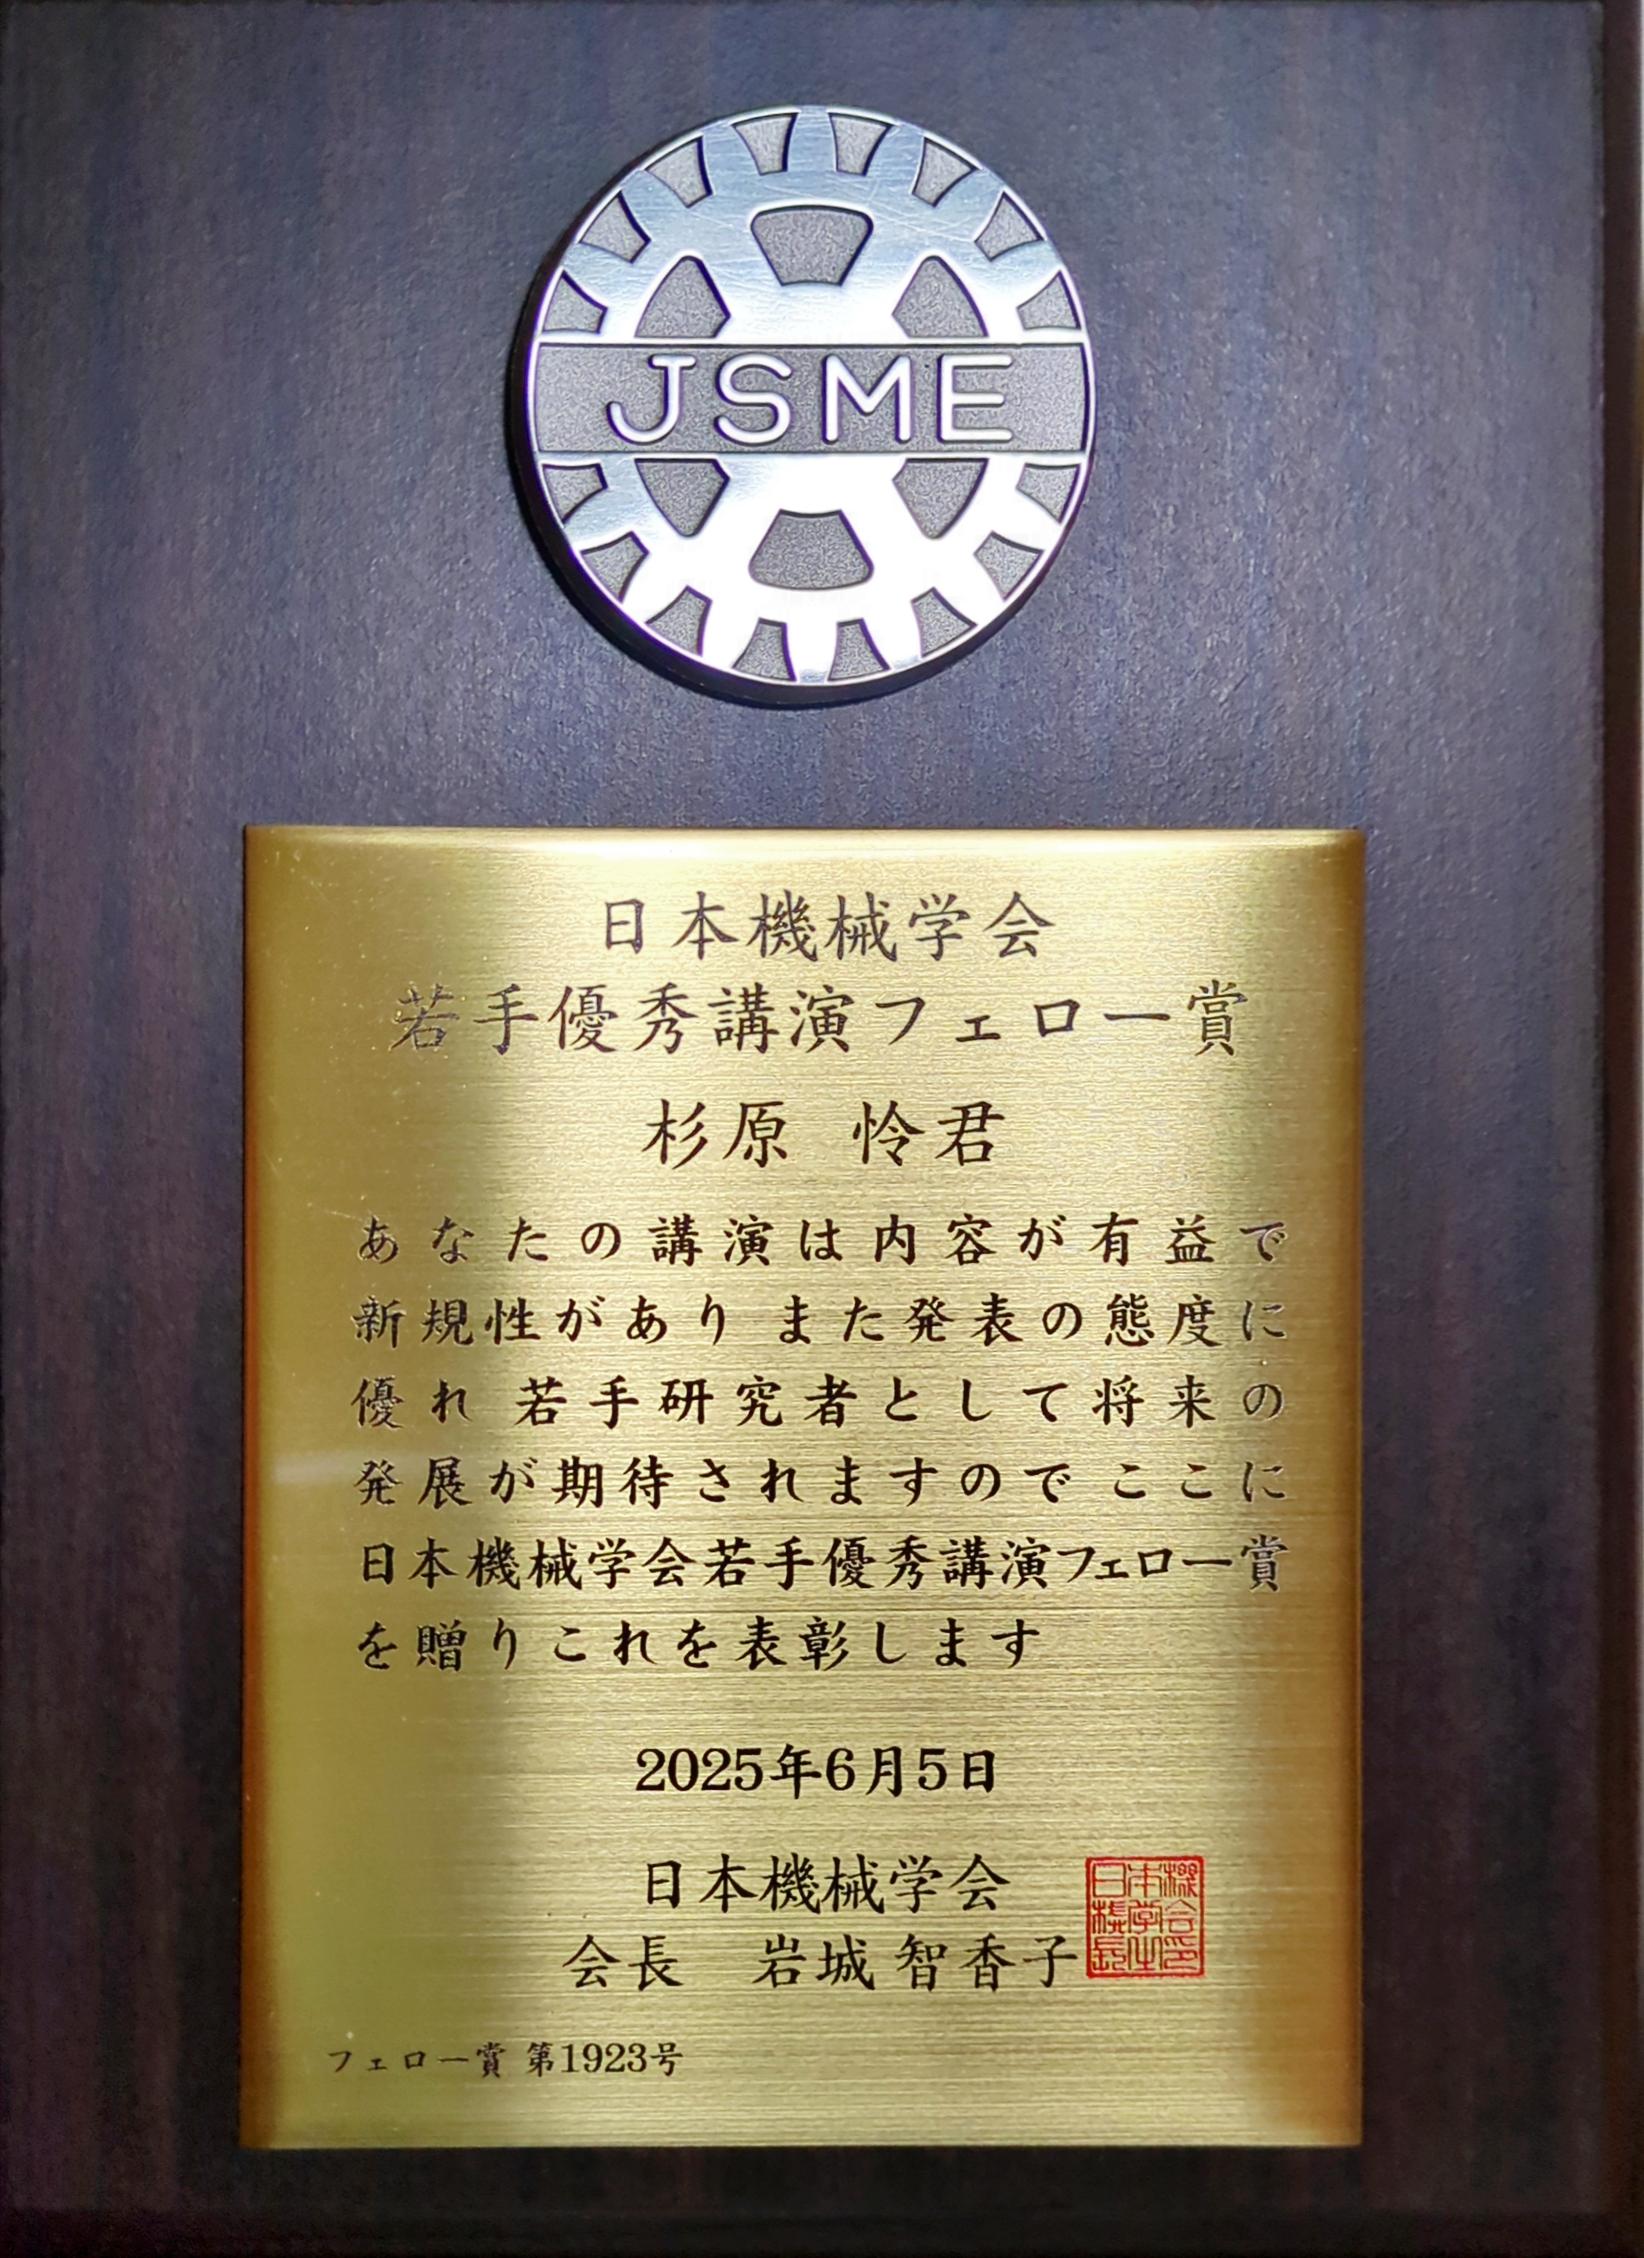 JSME
日本機械学会
若手優秀講演フェロー賞
杉原 怜君
あなたの講演は内容が有益で
新規性があり また発表の態度に
優れ 若手研究者として将来の
発展が期待されますのでここに
日本機械学会若手優秀講演フェロー賞
を贈りこれを表彰します
2025年6月5日
日本機械学会
会長 岩城 智香子
フェロー賞 第1923号